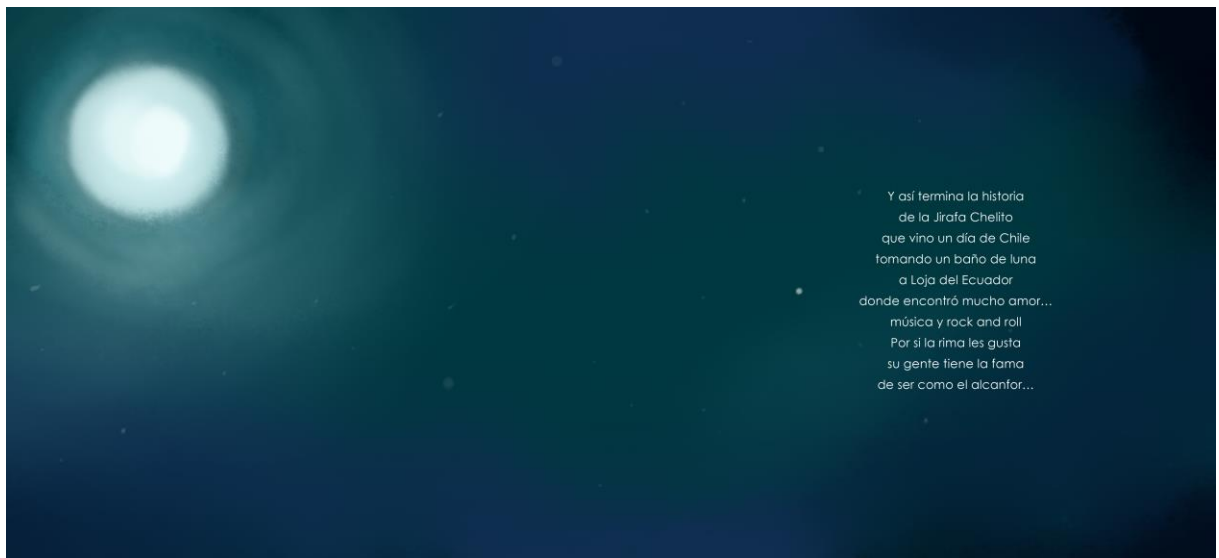 Y así termina la historia
de la Jirafa Chelito
que vino un día de Chile
tomando un baño de luna
a Loja del Ecuador
donde encontró mucho amor...
música y rock and roll
Por si la rima les gusta
su gente tiene la fama
de ser como el alcanfor...